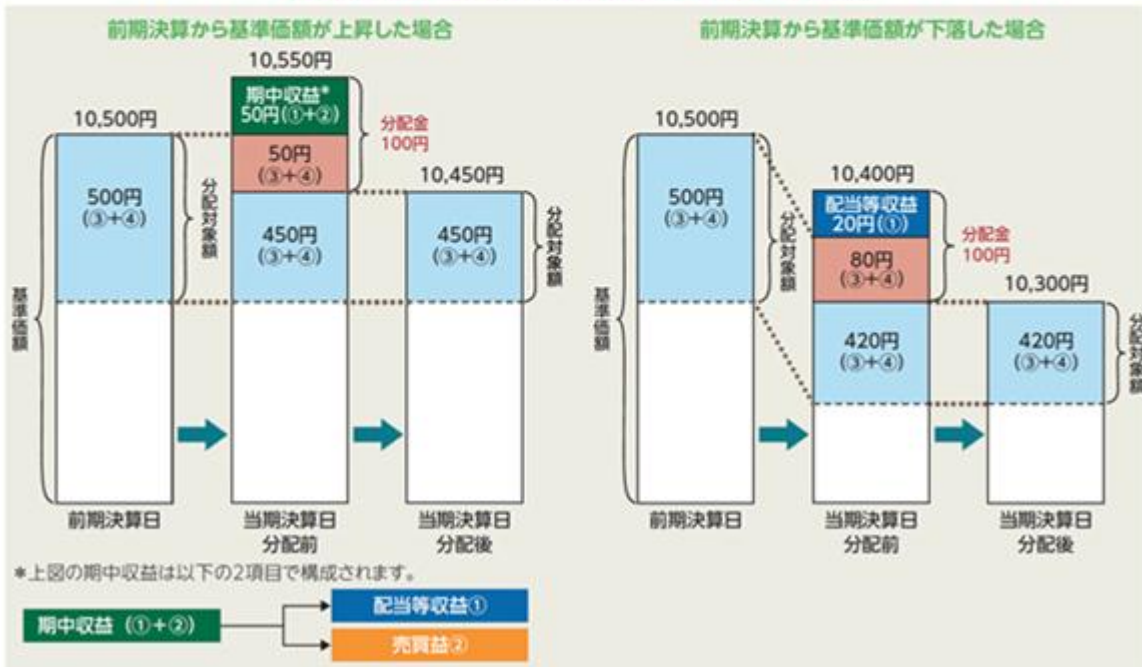 前期決算から基準価額が上昇した場合
10,500円
500円
(③+④)
分配対象額
基準価額
前期決算日
10,550円
期中収益*
50円(①+②)
50円
(③+④)
450円
(③+④)
分配金
100円
当期決算日
分配前
10,450円
450円
(③+④)
分配対象額
当期決算日
分配後
*上図の期中収益は以下の2項目で構成されます。
期中収益 (①+②)
配当等収益①
売買益②
前期決算から基準価額が下落した場合
10,500円
500円
(③+④)
分配対象額
基準価額
前期決算日
10,400円
配当等収益
20円(①)
80円
(③+④)
420円
(③+④)
分配金
100円
当期決算日
分配前
10,300円
420円
(③+④)
分配対象額
当期決算日
分配後